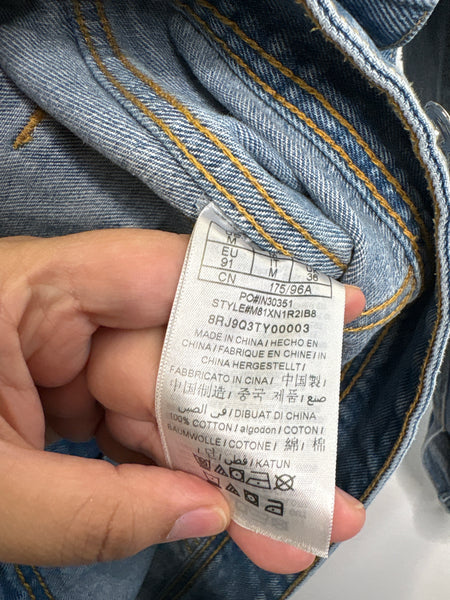 M
EU
91
M
36
CN
175/96A
PO#IN30351
STYLE#M81XN1R2IB8
8RJ9Q3TY00003
MADE IN CHINA / HECHO EN
CHINA / FABRIQUE EN CHINE / IN
CHINA HERGESTELLT /
FABBRICATO IN CINA / 中国製 /
中国制造 / 중국 제품 / صنع
في الصين / DIBUAT DI CHINA
100% COTTON / algodon / COTON /
BAUMWOLLE / COTONE / 綿 / 棉
/ قطن / KATUN